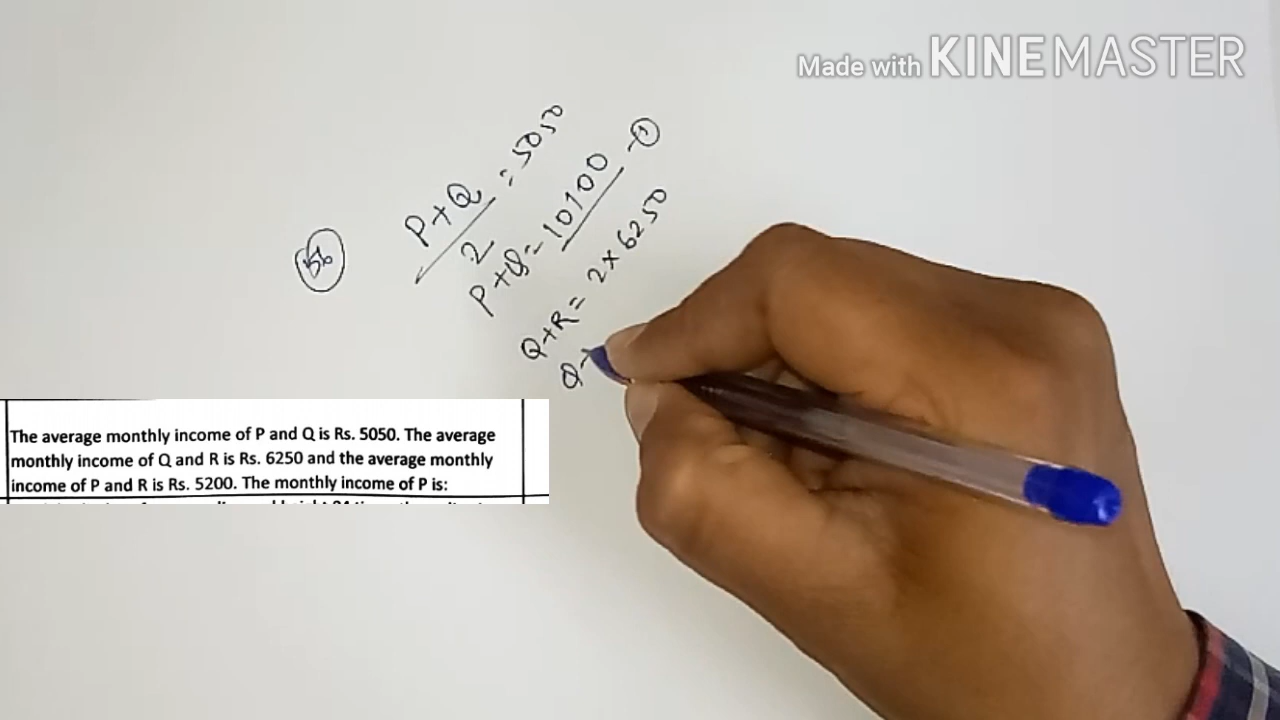 Made with KINEMASTER
56
P+Q
2
= 5050
P+Q = 10100 - 1
Q+R = 2 x 6250
Q+
The average monthly income of P and Q is Rs. 5050. The average
monthly income of Q and R is Rs. 6250 and the average monthly
income of P and R is Rs. 5200. The monthly income of P is: